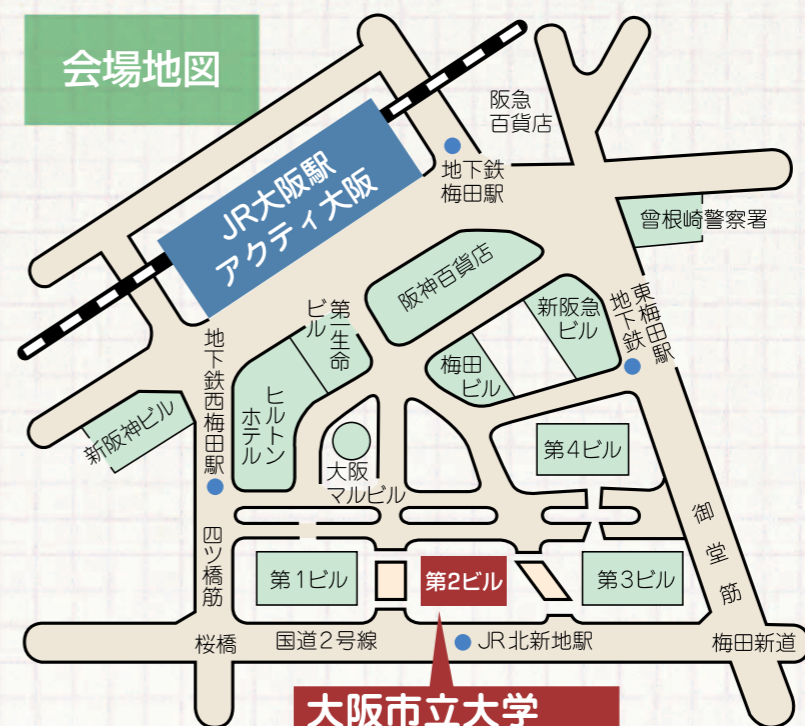 会場地図
阪急
百貨店
地下鉄
梅田駅
JR大阪駅
アクティ大阪
曾根崎警察署
阪神百貨店
新阪急
ビル
地下鉄
東梅田駅
第一生命
ビル
梅田
ビル
地下鉄西梅田駅
ヒルトン
ホテル
新阪神ビル
大阪
マルビル
第4ビル
御堂筋
四ツ橋筋
第1ビル
第2ビル
第3ビル
桜橋
国道2号線
JR北新地駅
梅田新道
大阪市立大学